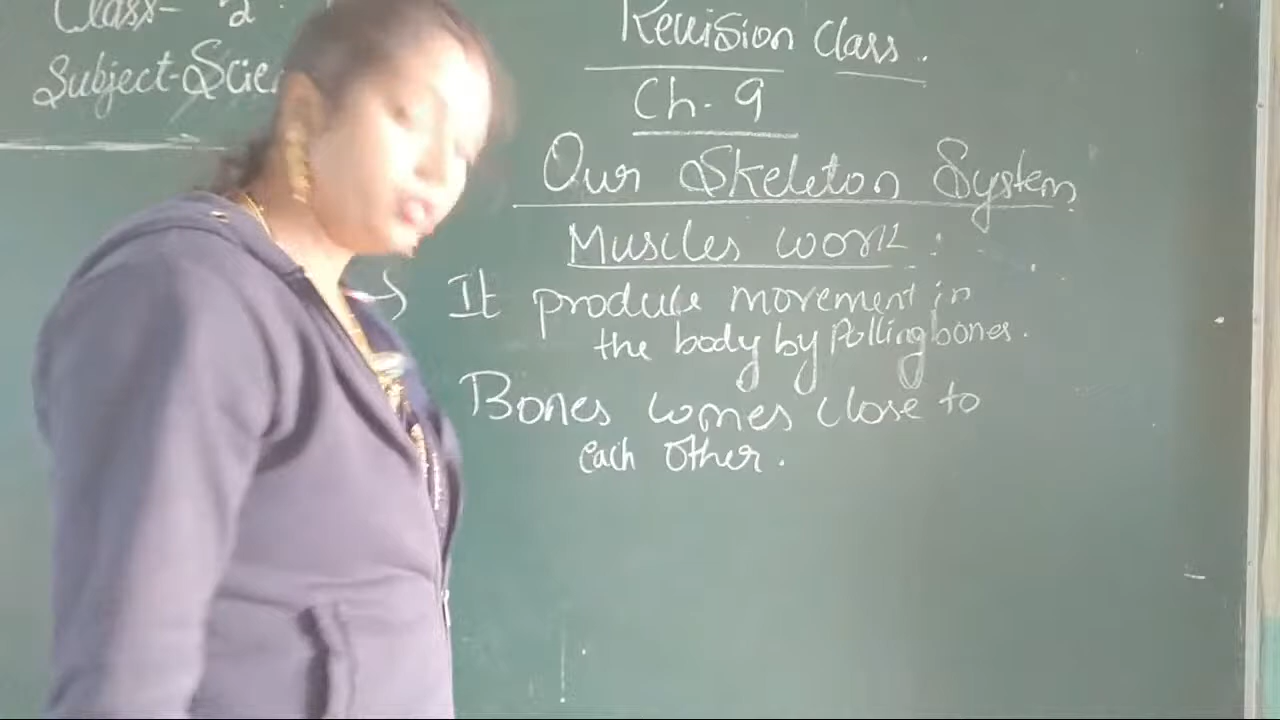 Class- 2
Subject-Scie
Revision Class.
Ch- 9
Our Skeleton System
Muscles work :
→ It produce movement in
the body by Polling bones.
Bones comes close to
each other.